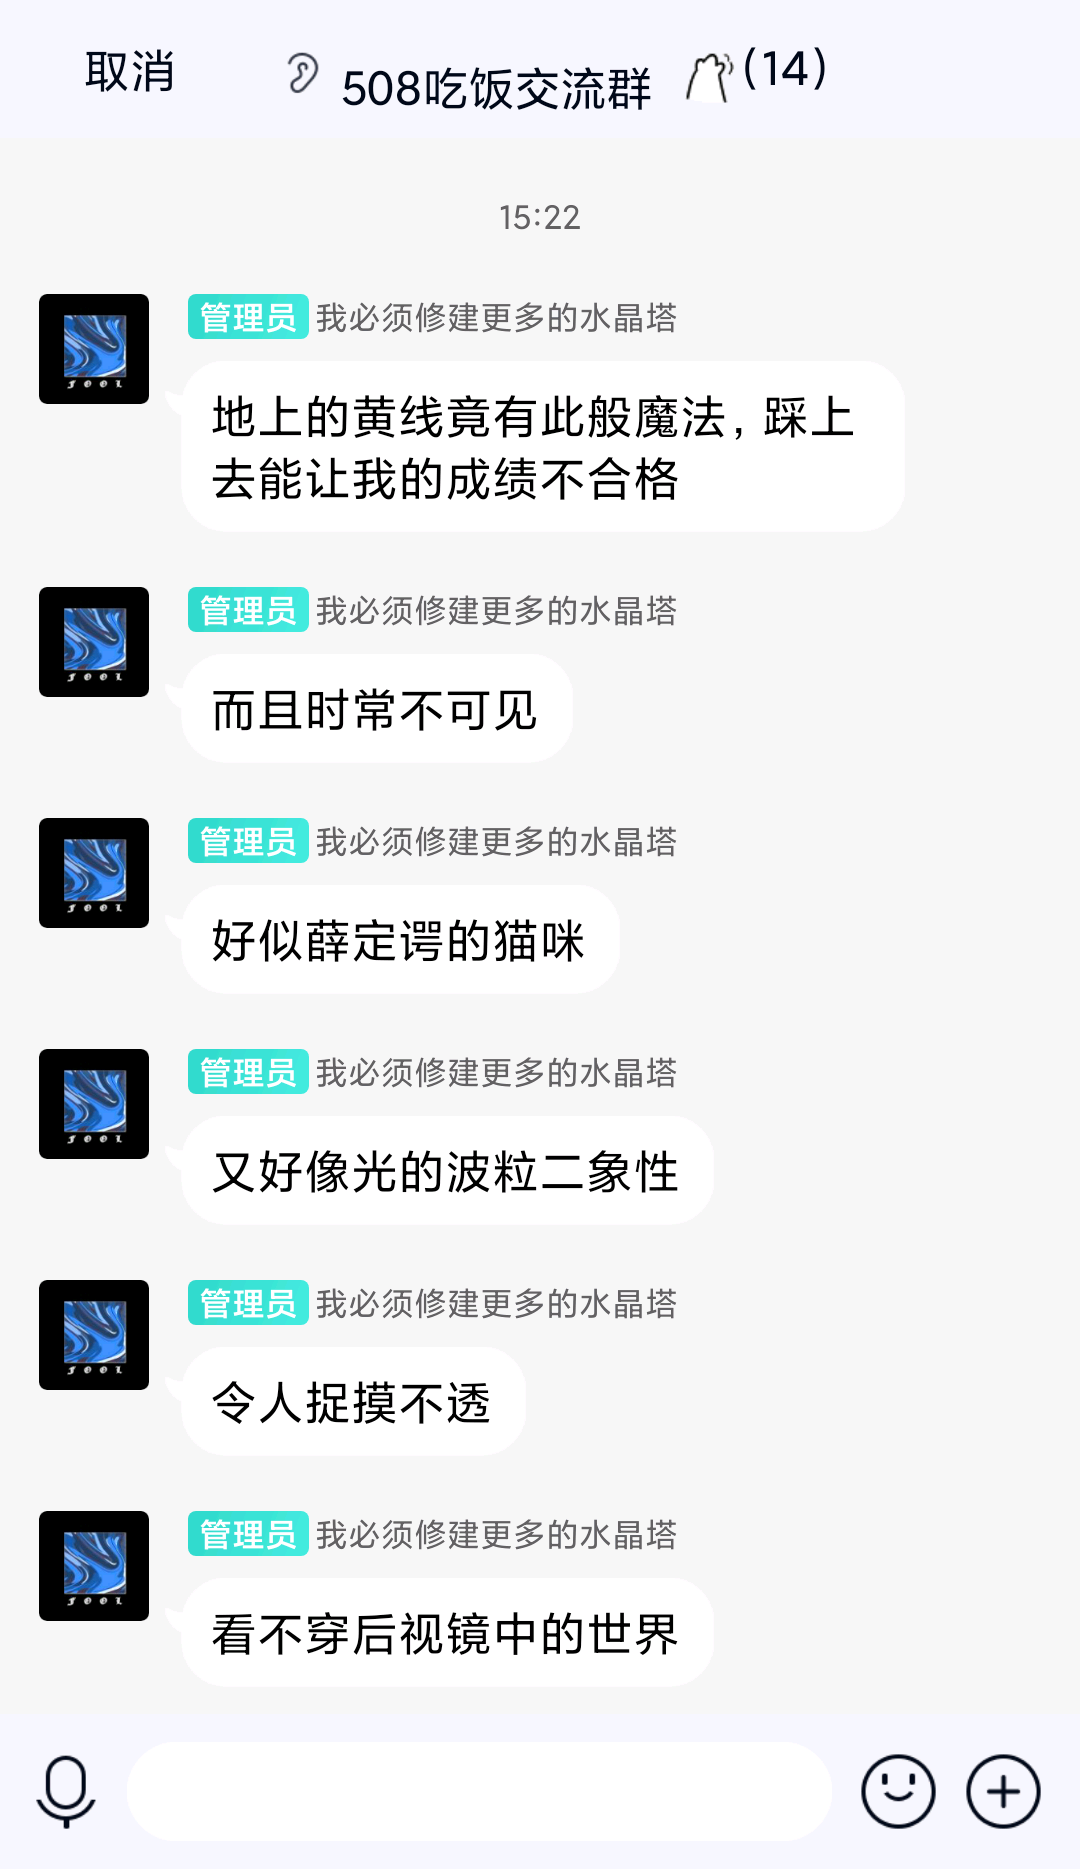 取消
508吃饭交流群 (14)
15:22
管理员 我必须修建更多的水晶塔
地上的黄线竟有此般魔法，踩上
去能让我的成绩不合格
管理员 我必须修建更多的水晶塔
而且时常不可见
管理员 我必须修建更多的水晶塔
好似薛定谔的猫咪
管理员 我必须修建更多的水晶塔
又好像光的波粒二象性
管理员 我必须修建更多的水晶塔
令人捉摸不透
管理员 我必须修建更多的水晶塔
看不穿后视镜中的世界